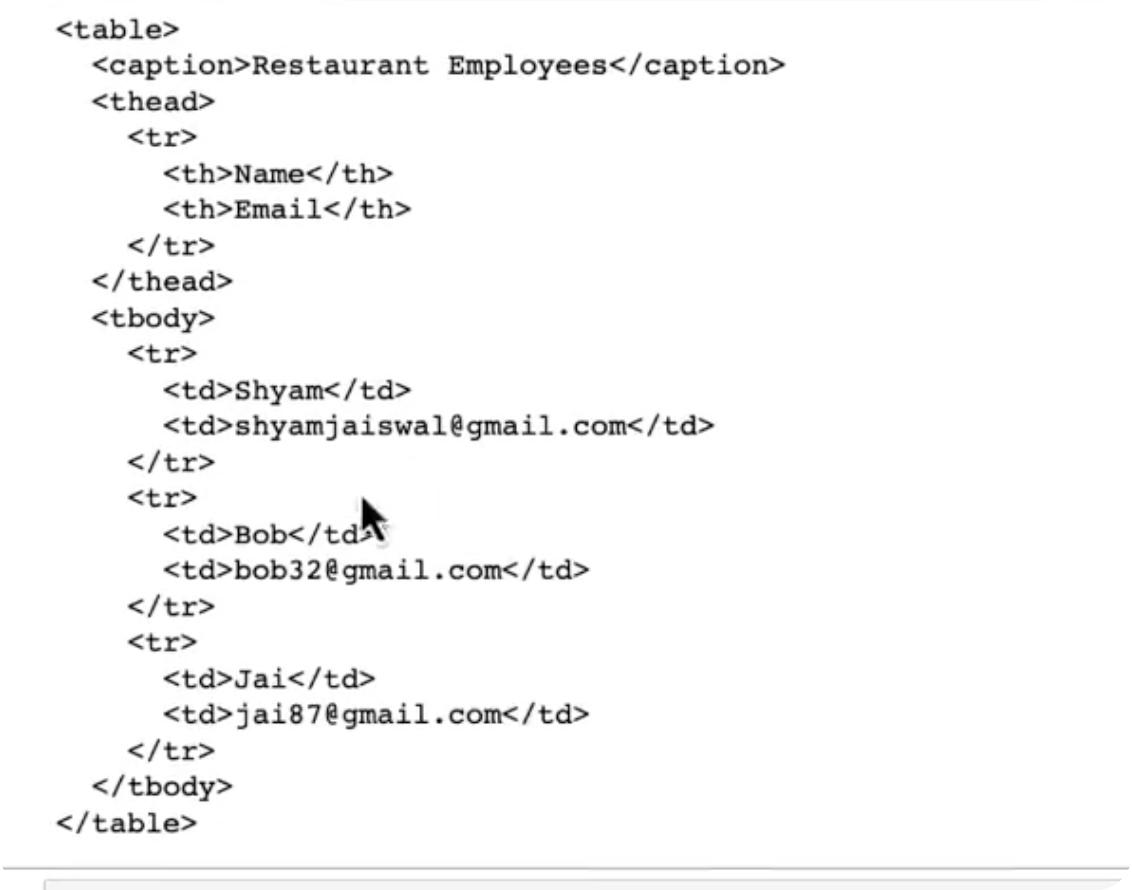 <table>
<caption>Restaurant Employees</caption>
<thead>
<tr>
<th>Name</th>
<th>Email</th>
</tr>
</thead>
<tbody>
<tr>
<td>Shyam</td>
<td>shyamjaiswal@gmail.com</td>
</tr>
<tr>
<td>Bob</td>
<td>bob32@gmail.com</td>
</tr>
<tr>
<td>Jai</td>
<td>jai87@gmail.com</td>
</tr>
</tbody>
</table>